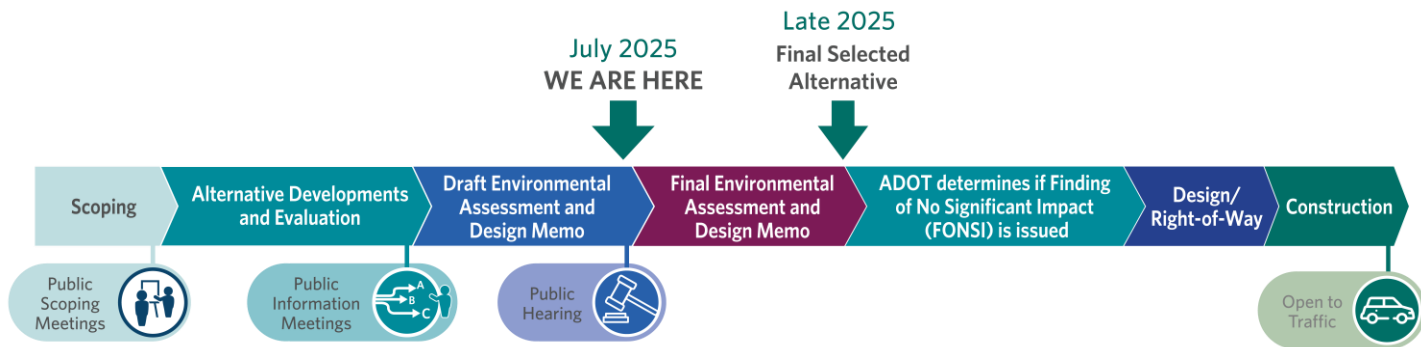 July 2025
WE ARE HERE
Late 2025
Final Selected
Alternative
Scoping
Alternative Developments
and Evaluation
Draft Environmental
Assessment and
Design Memo
Final Environmental
Assessment and
Design Memo
ADOT determines if Finding
of No Significant Impact
(FONSI) is issued
Design/
Right-of-Way
Construction
Public
Scoping
Meetings
Public
Information
Meetings
A
B
C
Public
Hearing
Open to
Traffic